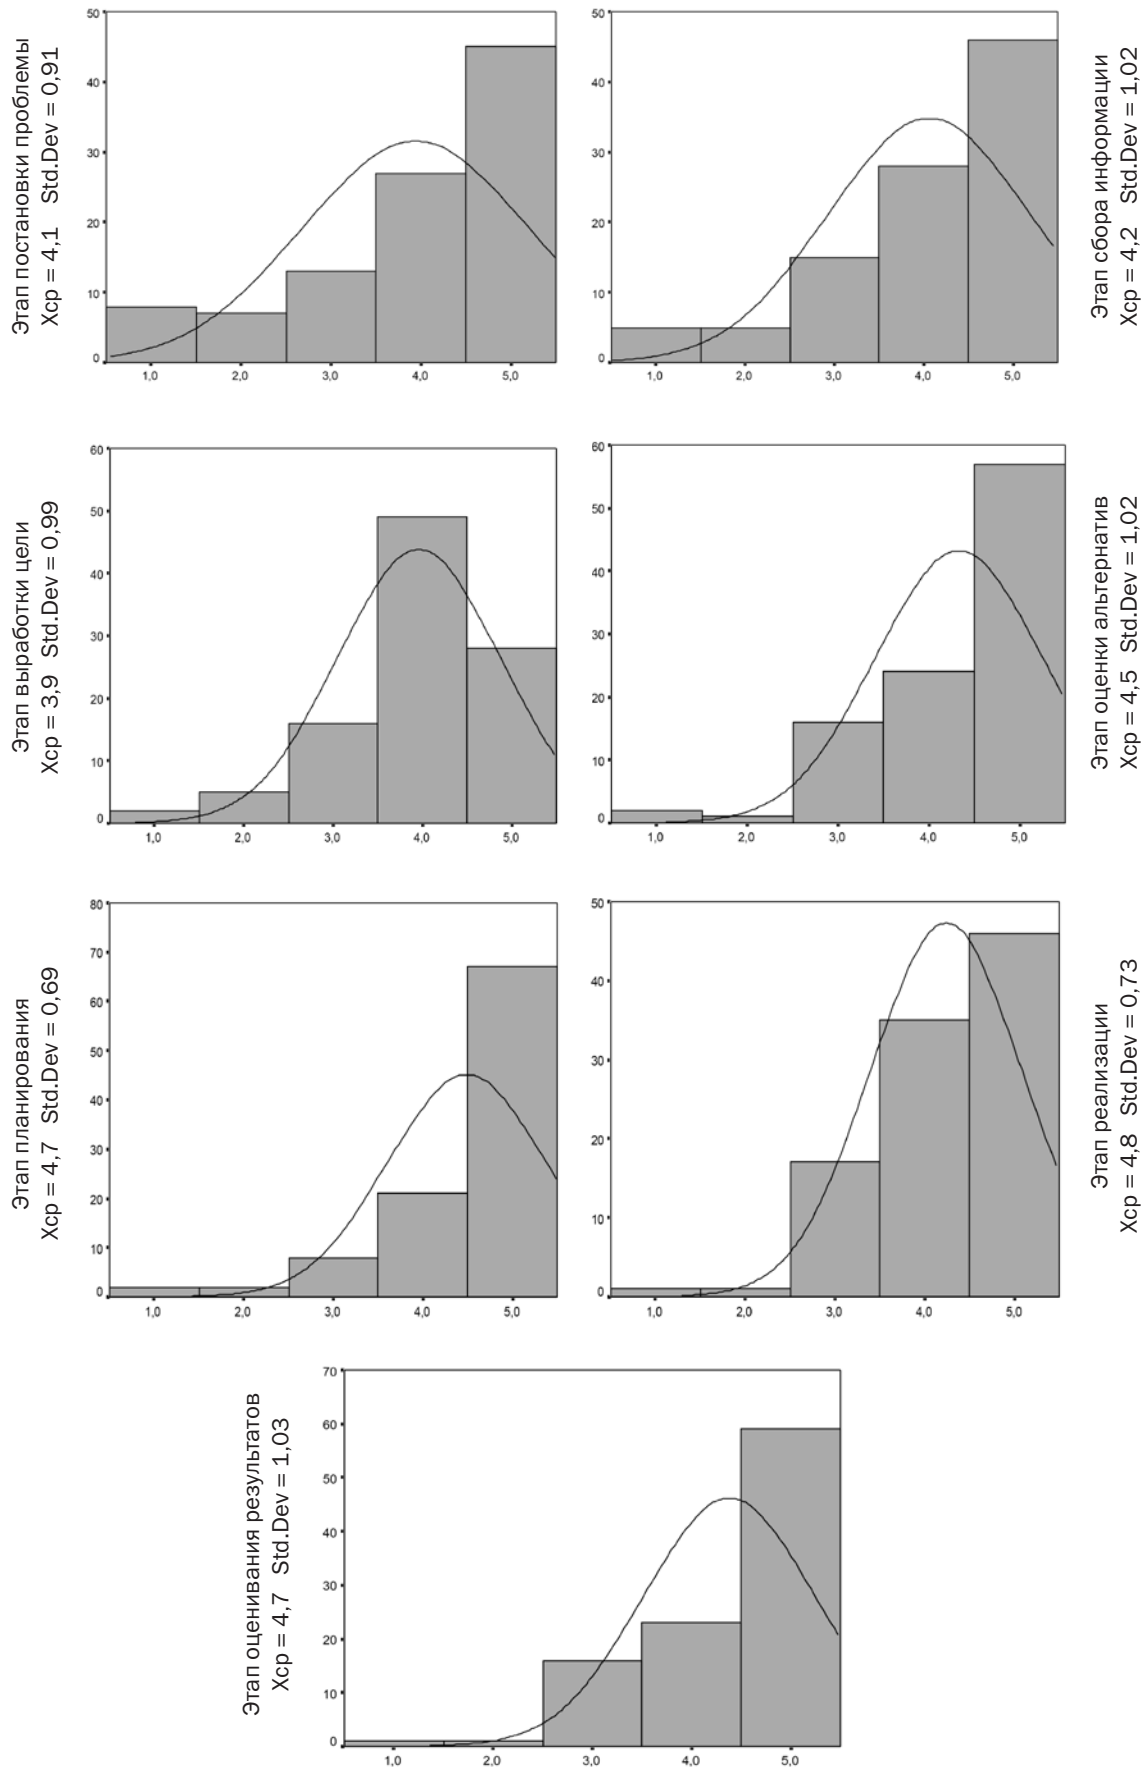 Этап постановки проблемы
Xср = 4,1 Std.Dev = 0,91
50
40
30
20
10
0
1,0 2,0 3,0 4,0 5,0
50
40
30
20
10
0
1,0 2,0 3,0 4,0 5,0
Этап сбора информации
Xср = 4,2 Std.Dev = 1,02
Этап выработки цели
Xср = 3,9 Std.Dev = 0,99
60
50
40
30
20
10
0
1,0 2,0 3,0 4,0 5,0
60
50
40
30
20
10
0
1,0 2,0 3,0 4,0 5,0
Этап оценки альтернатив
Xср = 4,5 Std.Dev = 1,02
Этап планирования
Xср = 4,7 Std.Dev = 0,69
80
70
60
50
40
30
20
10
0
1,0 2,0 3,0 4,0 5,0
50
40
30
20
10
0
1,0 2,0 3,0 4,0 5,0
Этап реализации
Xср = 4,8 Std.Dev = 0,73
Этап оценивания результатов
Xср = 4,7 Std.Dev = 1,03
70
60
50
40
30
20
10
0
1,0 2,0 3,0 4,0 5,0